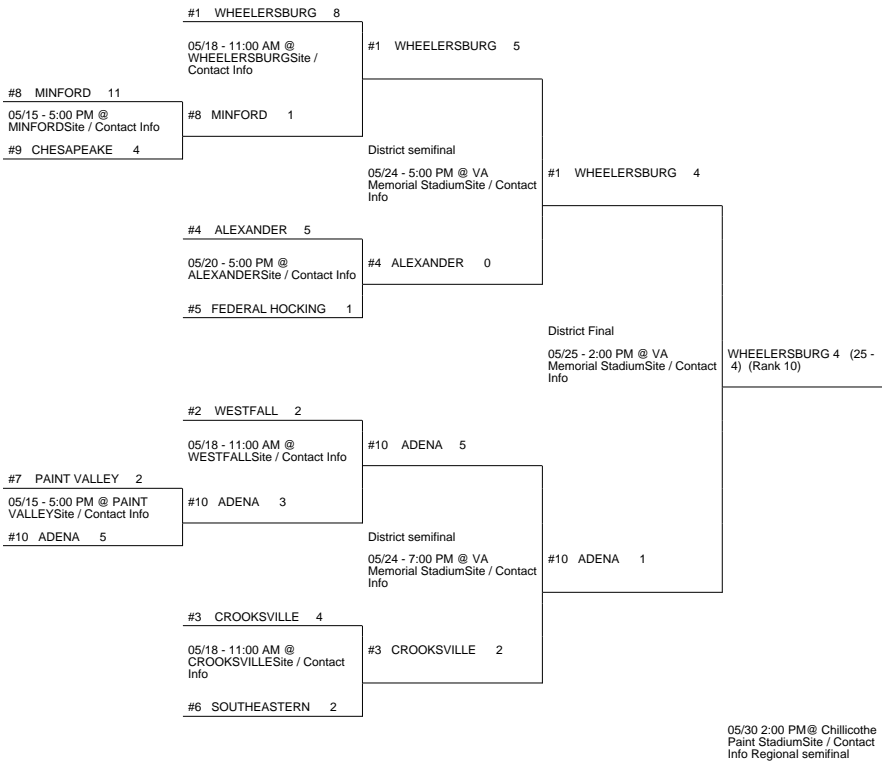 #1 WHEELERSBURG 8
05/18 - 11:00 AM @
WHEELERSBURGSite /
Contact Info
#1 WHEELERSBURG 5
#8 MINFORD 11
05/15 - 5:00 PM @
MINFORDSite / Contact Info
#8 MINFORD 1
#9 CHESAPEAKE 4
District semifinal
05/24 - 5:00 PM @ VA
Memorial StadiumSite / Contact
Info
#1 WHEELERSBURG 4
#4 ALEXANDER 5
05/20 - 5:00 PM @
ALEXANDERSite / Contact Info
#4 ALEXANDER 0
#5 FEDERAL HOCKING 1
District Final
05/25 - 2:00 PM @ VA
Memorial StadiumSite / Contact
Info
WHEELERSBURG 4 (25 -
4) (Rank 10)
#2 WESTFALL 2
05/18 - 11:00 AM @
WESTFALLSite / Contact Info
#10 ADENA 5
#7 PAINT VALLEY 2
05/15 - 5:00 PM @ PAINT
VALLEYSite / Contact Info
#10 ADENA 3
#10 ADENA 5
District semifinal
05/24 - 7:00 PM @ VA
Memorial StadiumSite / Contact
Info
#10 ADENA 1
#3 CROOKSVILLE 4
05/18 - 11:00 AM @
CROOKSVILLESite / Contact
Info
#3 CROOKSVILLE 2
#6 SOUTHEASTERN 2
05/30 2:00 PM@ Chillicothe
Paint StadiumSite / Contact
Info Regional semifinal